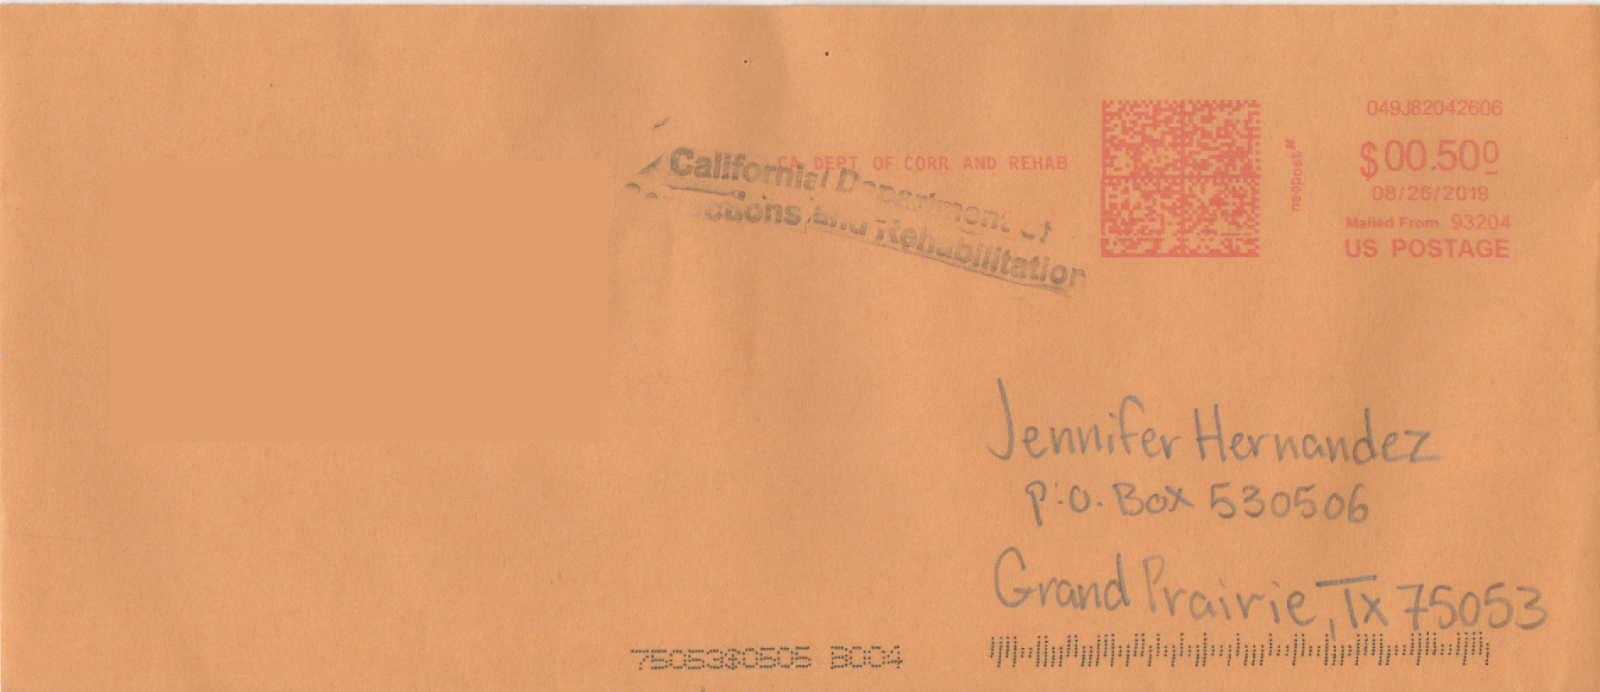 049J82042606
$00.500
08/26/2019
Mailed From 93204
US POSTAGE
neopost
CA DEPT OF CORR AND REHAB
California Department of
Corrections and Rehabilitation
Jennifer Hernandez
P.O. Box 530506
Grand Prairie, Tx 75053
75053$0505 B004